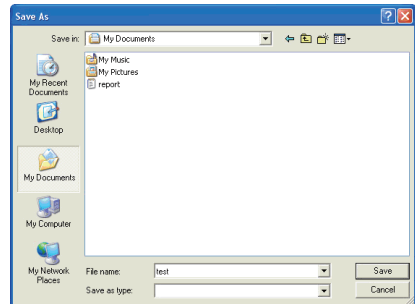 Save As
Save in:
My Documents
My Recent
Documents
Desktop
My Documents
My Computer
My Network
Places
My Music
My Pictures
report
File name:
test
Save
Save as type:
Cancel